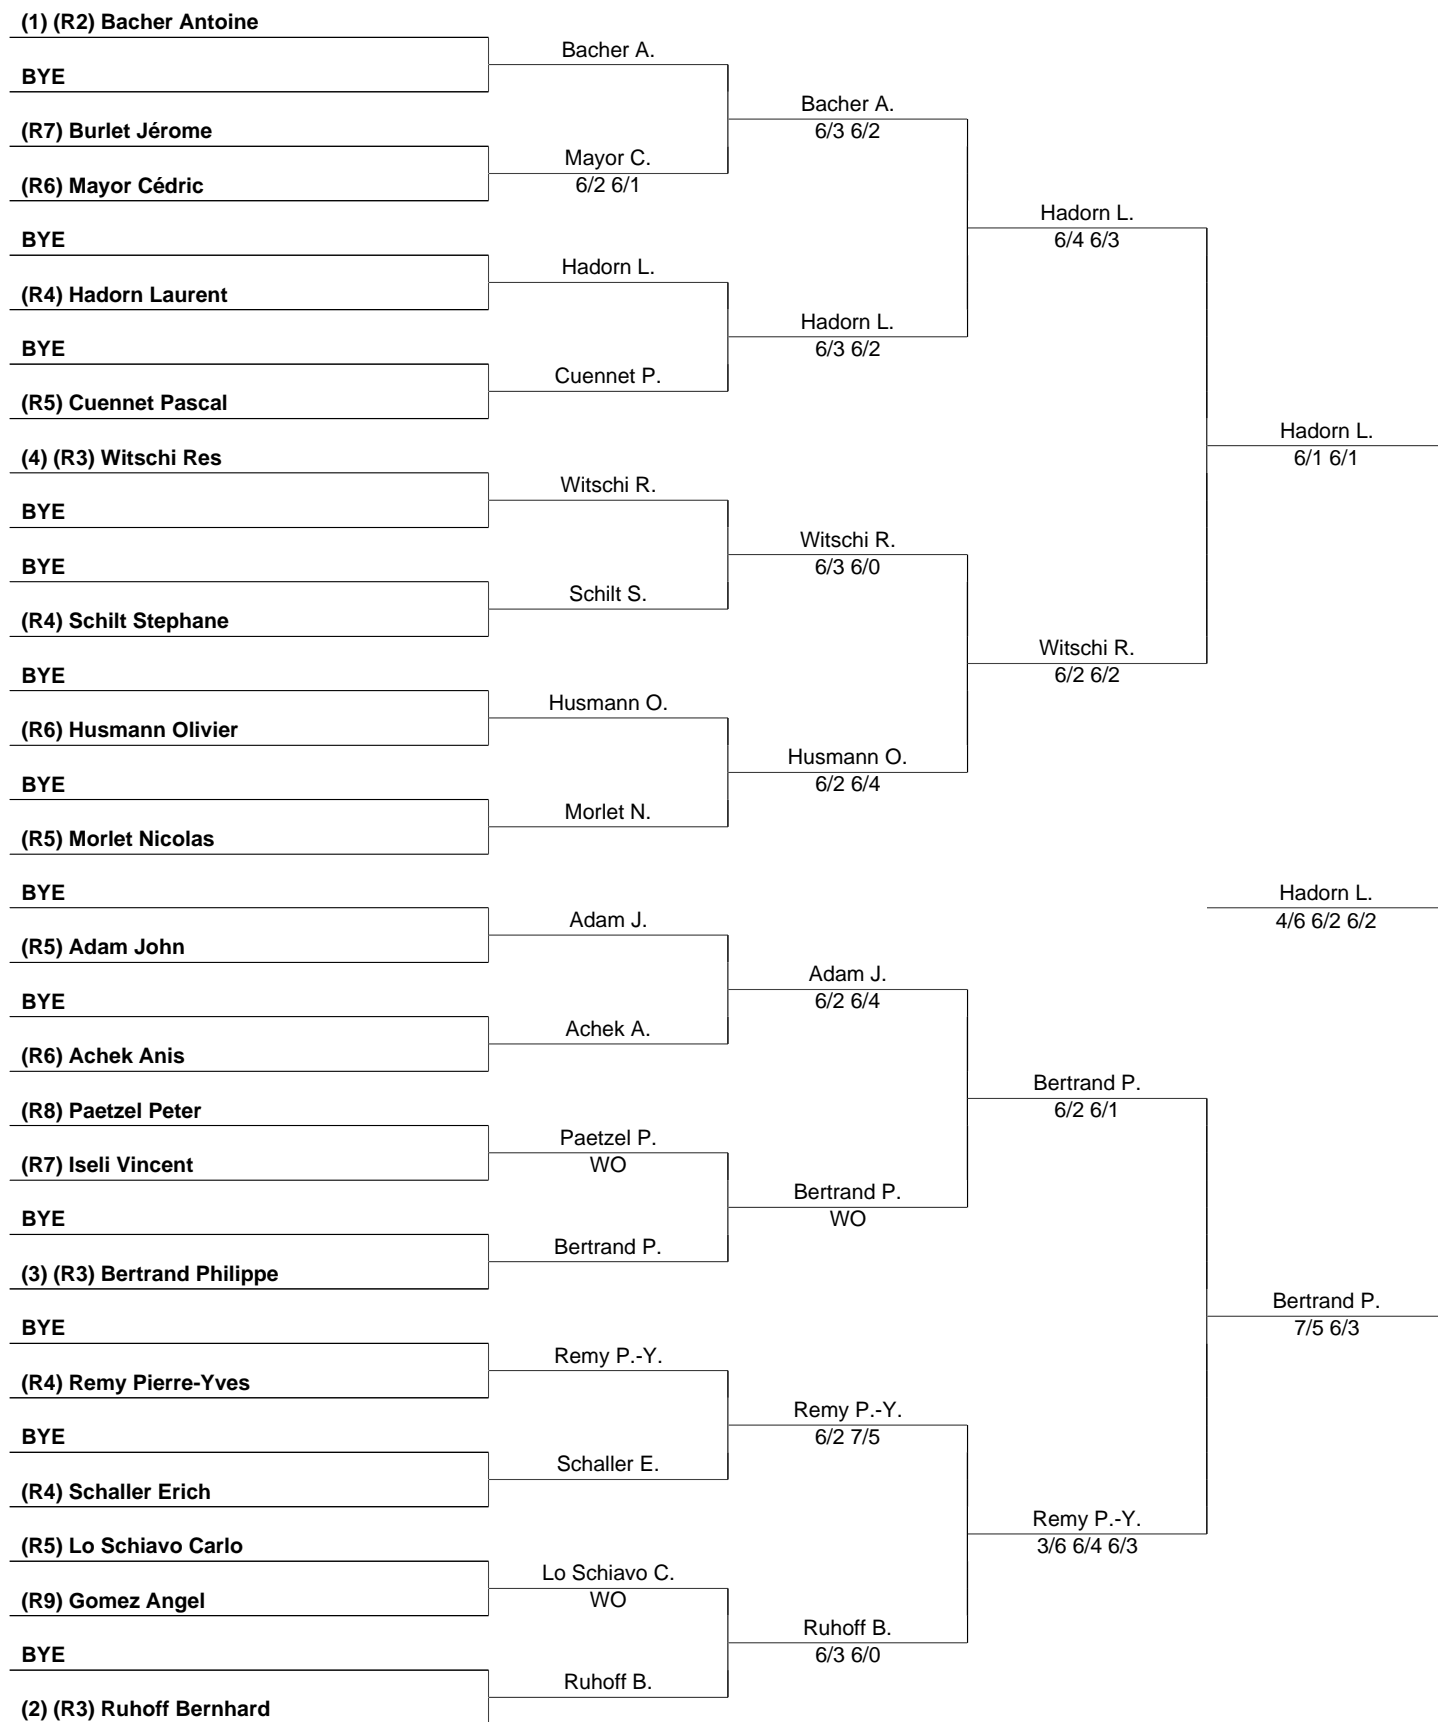 (1) (R2) Bacher Antoine
BYE
(R7) Burlet Jérome
(R6) Mayor Cédric
BYE
(R4) Hadorn Laurent
BYE
(R5) Cuennet Pascal
(4) (R3) Witschi Res
BYE
BYE
(R4) Schilt Stephane
BYE
(R6) Husmann Olivier
BYE
(R5) Morlet Nicolas
BYE
(R5) Adam John
BYE
(R6) Achek Anis
(R8) Paetzel Peter
(R7) Iseli Vincent
BYE
(3) (R3) Bertrand Philippe
BYE
(R4) Remy Pierre-Yves
BYE
(R4) Schaller Erich
(R5) Lo Schiavo Carlo
(R9) Gomez Angel
BYE
(2) (R3) Ruhoff Bernhard
Bacher A.
Mayor C.
6/2 6/1
Hadorn L.
Cuennet P.
Witschi R.
Schilt S.
Husmann O.
Morlet N.
Adam J.
Achek A.
Paetzel P.
WO
Bertrand P.
Remy P.-Y.
Schaller E.
Lo Schiavo C.
WO
Ruhoff B.
Bacher A.
6/3 6/2
Hadorn L.
6/3 6/2
Witschi R.
6/3 6/0
Husmann O.
6/2 6/4
Adam J.
6/2 6/4
Bertrand P.
WO
Remy P.-Y.
6/2 7/5
Ruhoff B.
6/3 6/0
Hadorn L.
6/4 6/3
Witschi R.
6/2 6/2
Bertrand P.
6/2 6/1
Remy P.-Y.
3/6 6/4 6/3
Hadorn L.
6/1 6/1
Hadorn L.
4/6 6/2 6/2
Bertrand P.
7/5 6/3